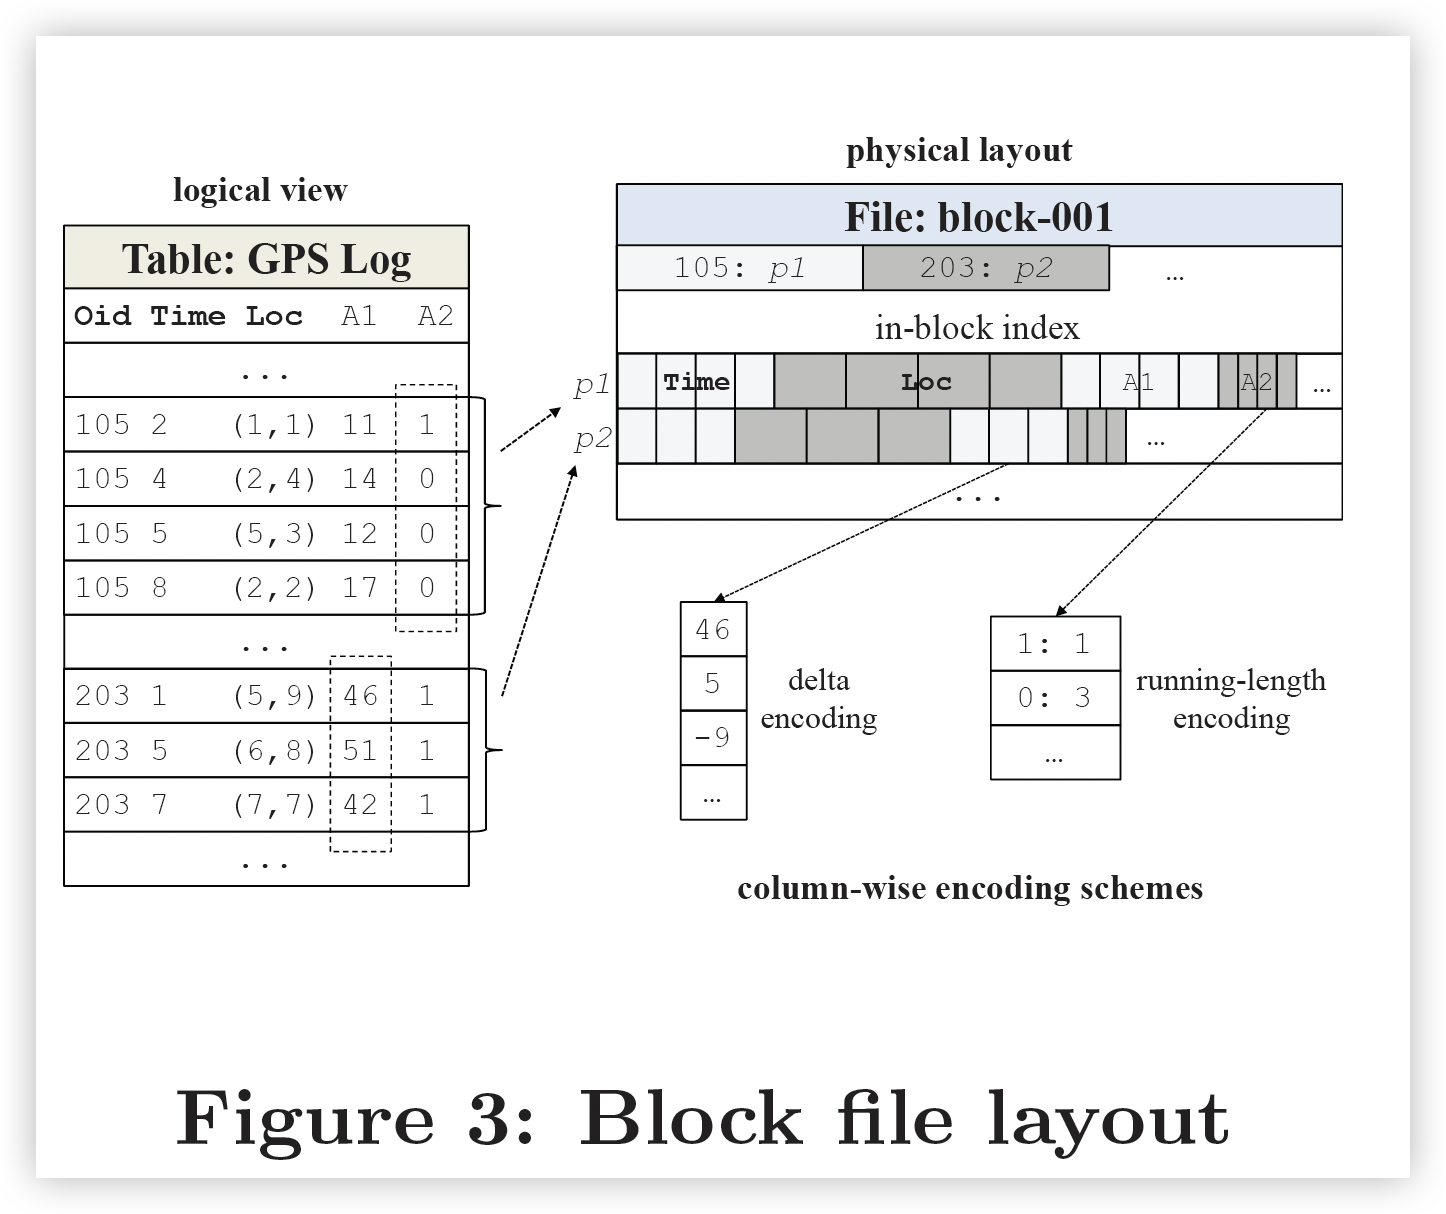 logical view
Table: GPS Log
Oid Time Loc A1 A2
...
105 2 (1,1) 11 1
105 4 (2,4) 14 0
105 5 (5,3) 12 0
105 8 (2,2) 17 0
...
203 1 (5,9) 46 1
203 5 (6,8) 51 1
203 7 (7,7) 42 1
...
physical layout
File: block-001
105: p1 203: p2 ...
in-block index
p1 Time Loc A1 A2 ...
p2 ...
...
46
5
-9
...
delta
encoding
1: 1
0: 3
...
running-length
encoding
column-wise encoding schemes
Figure 3: Block file layout